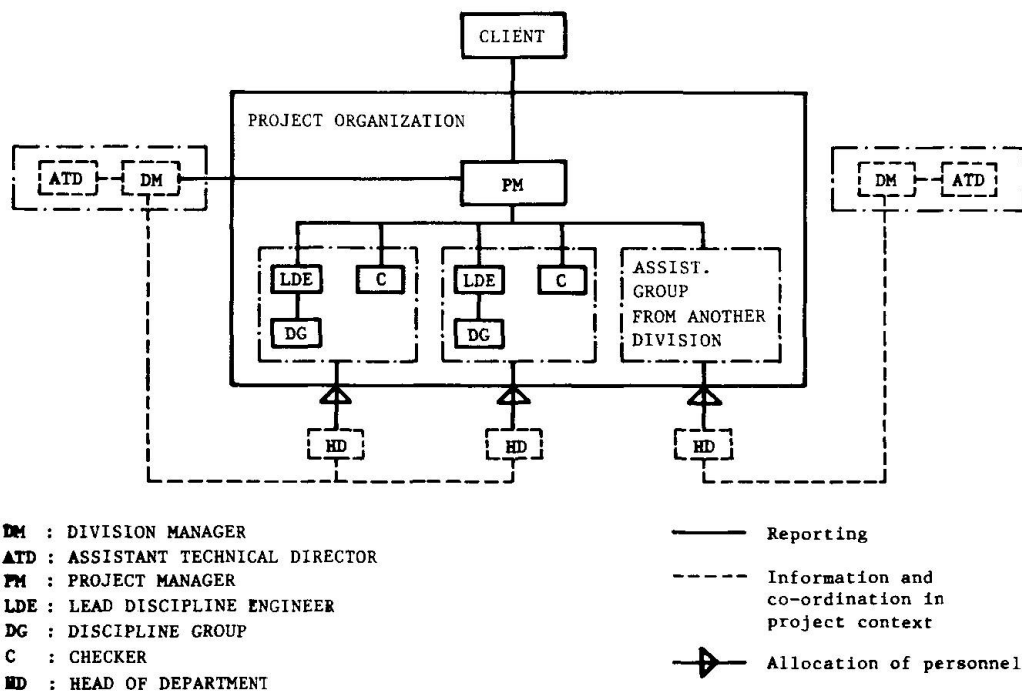 CLIENT
PROJECT ORGANIZATION
ATD
DM
PM
DM
ATD
LDE
C
LDE
C
ASSIST.
GROUP
FROM ANOTHER
DIVISION
DG
DG
HD
HD
HD
DM : DIVISION MANAGER
ATD : ASSISTANT TECHNICAL DIRECTOR
PM : PROJECT MANAGER
LDE : LEAD DISCIPLINE ENGINEER
DG : DISCIPLINE GROUP
C : CHECKER
HD : HEAD OF DEPARTMENT
Reporting
Information and
co-ordination in
project context
Allocation of personnel